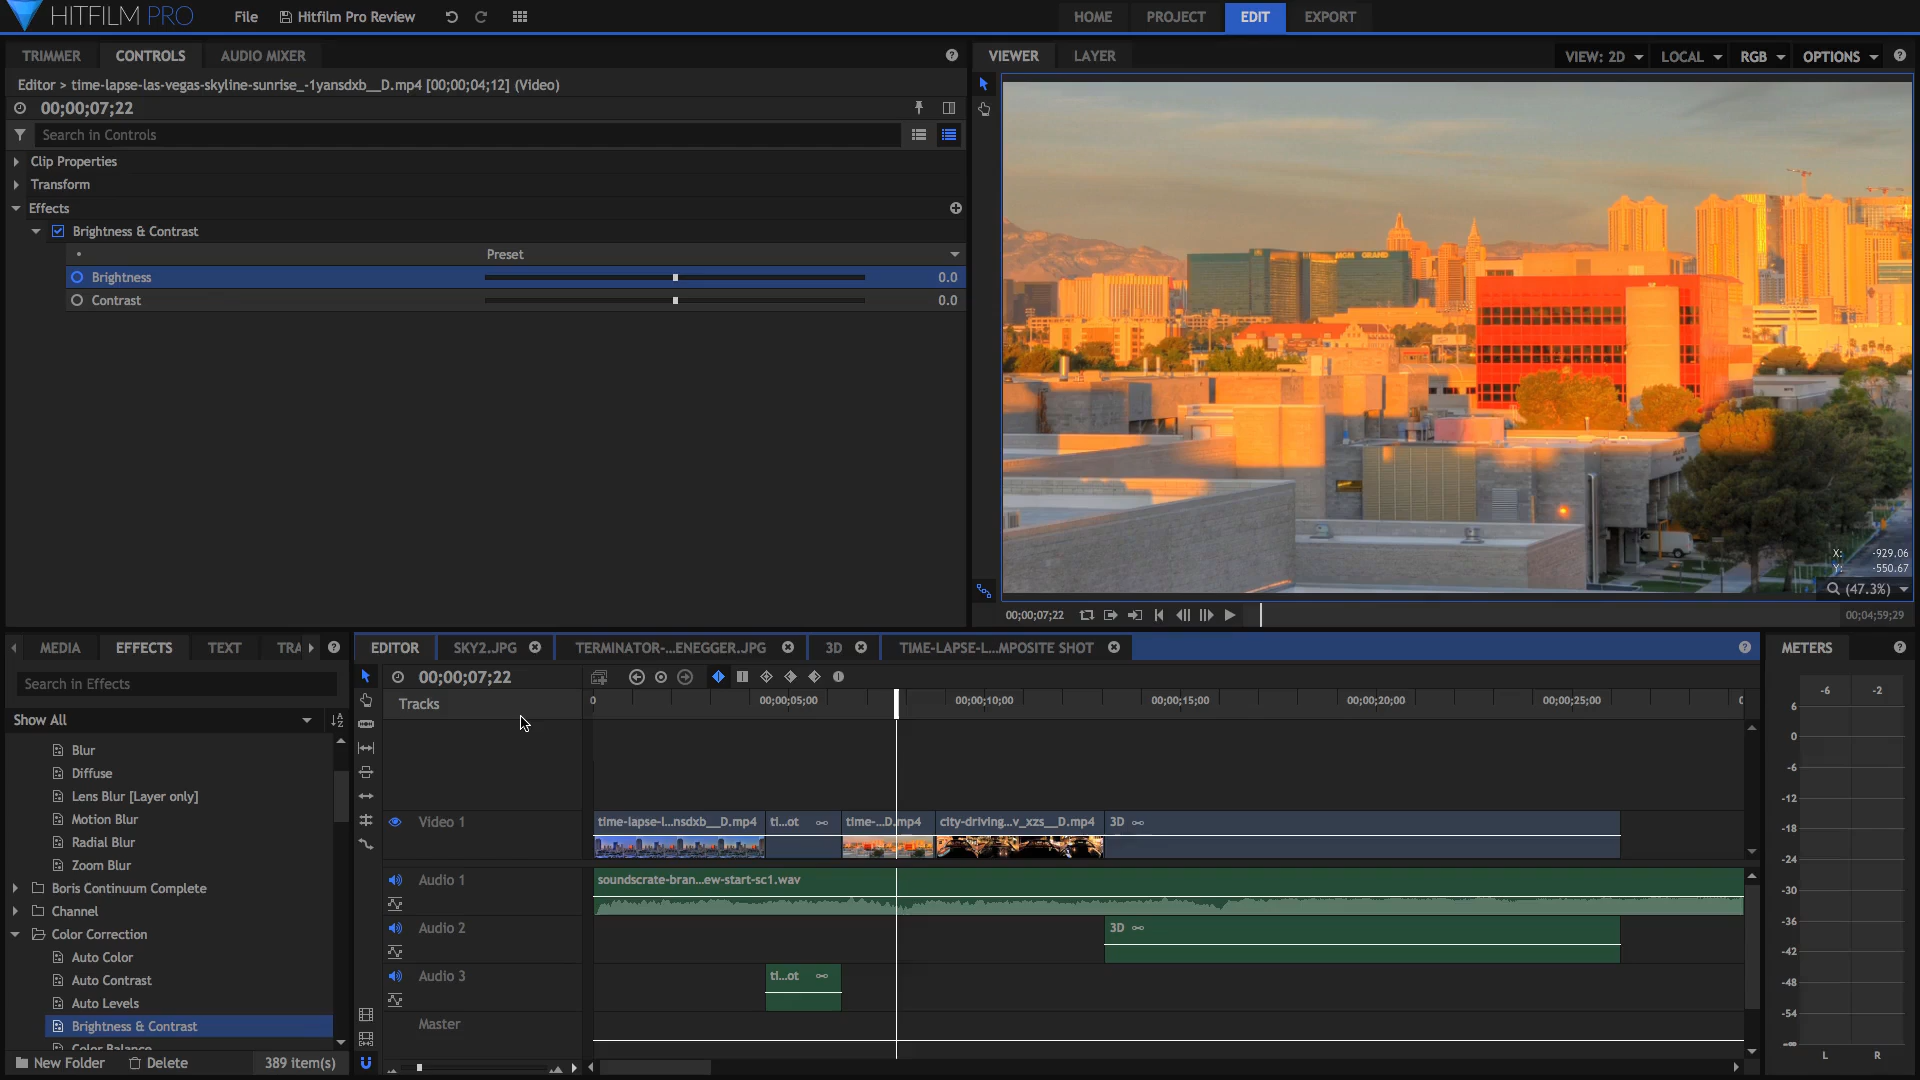 HITFILM PRO
File
Hitfilm Pro Review
HOME
PROJECT
EDIT
EXPORT
TRIMMER
CONTROLS
AUDIO MIXER
Editor > time-lapse-las-vegas-skyline-sunrise_-1yansdxb__D.mp4 [00;00;04;12] (Video)
00;00;07;22
Search in Controls
Clip Properties
Transform
Effects
Brightness & Contrast
Preset
Brightness 0.0
Contrast 0.0
VIEWER
LAYER
VIEW: 2D
LOCAL
RGB
OPTIONS
MGM GRAND
X: -929.06
Y: -550.67
(47.3%)
00;00;07;22
00;04;59;29
MEDIA
EFFECTS
TEXT
TRA
Search in Effects
Show All
Blur
Diffuse
Lens Blur [Layer only]
Motion Blur
Radial Blur
Zoom Blur
Boris Continuum Complete
Channel
Color Correction
Auto Color
Auto Contrast
Auto Levels
Brightness & Contrast
Color Balance
New Folder
Delete
389 item(s)
EDITOR
SKY2.JPG
TERMINATOR-...ENEGGER.JPG
3D
TIME-LAPSE-L...MPOSITE SHOT
00;00;07;22
Tracks
0
00;00;05;00
00;00;10;00
00;00;15;00
00;00;20;00
00;00;25;00
Video 1
time-lapse-l...nsdxb__D.mp4
ti...ot
time-...D.mp4
city-driving...v_xzs__D.mp4
3D
Audio 1
soundscrate-bran...ew-start-sc1.wav
Audio 2
3D
Audio 3
ti...ot
Master
METERS
-6
-2
6
0
-6
-12
-18
-24
-30
-36
-42
-48
-54
-∞
L
R